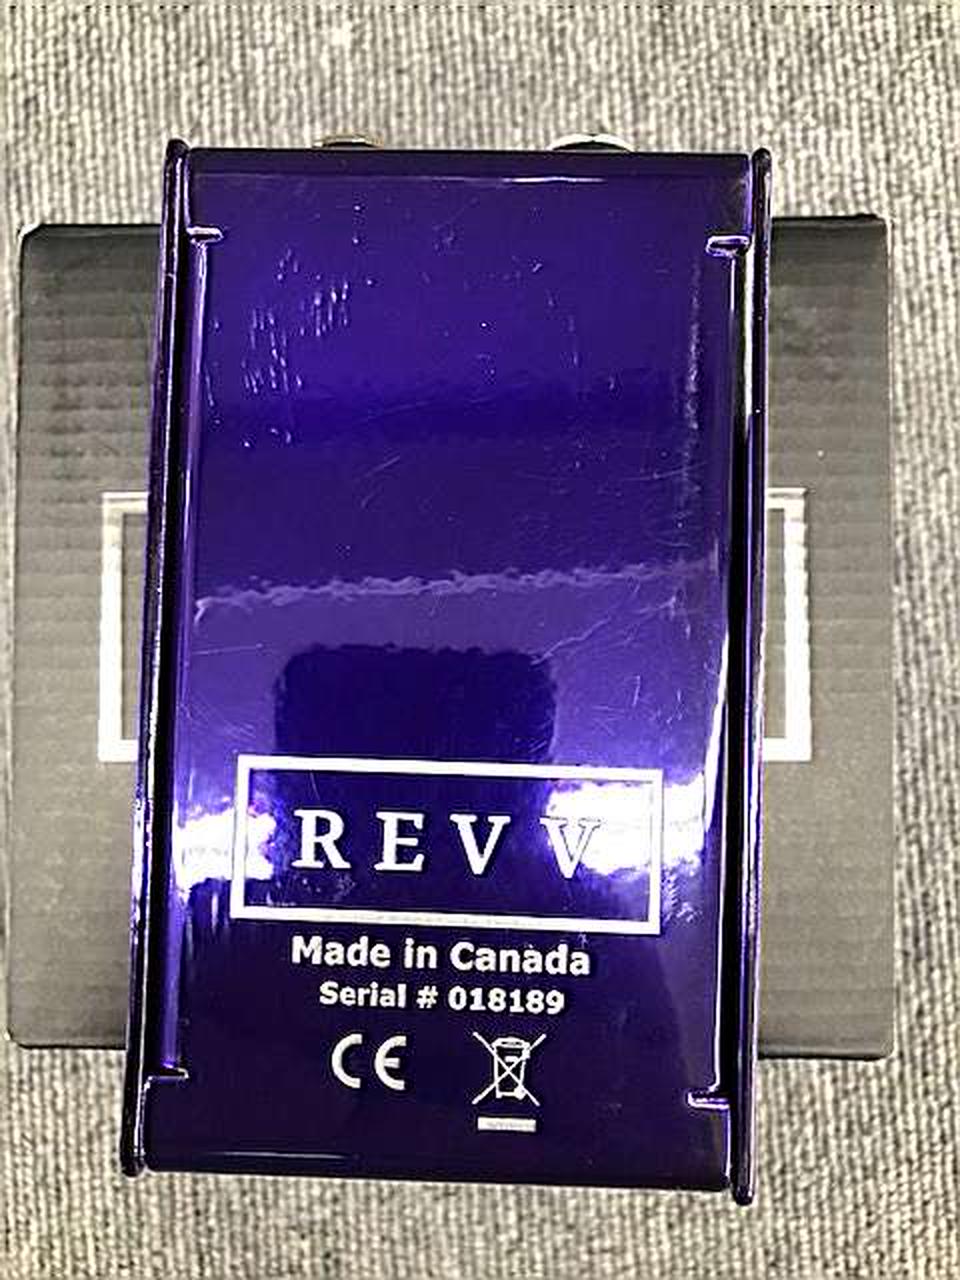 REVV
Made in Canada
Serial # 018189
CE